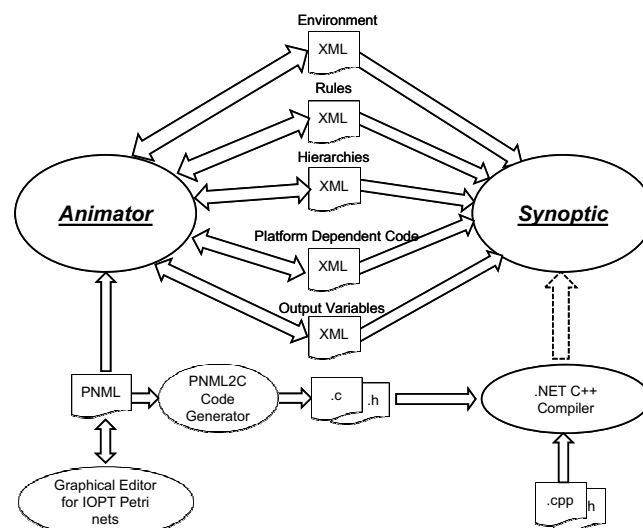 Environment
XML
Rules
XML
Hierarchies
XML
Animator
Synoptic
Platform Dependent Code
XML
Output Variables
XML
PNML
PNML2C
Code
Generator
.c
.h
.NET C++
Compiler
Graphical Editor
for IOPT Petri
nets
.cpp
h